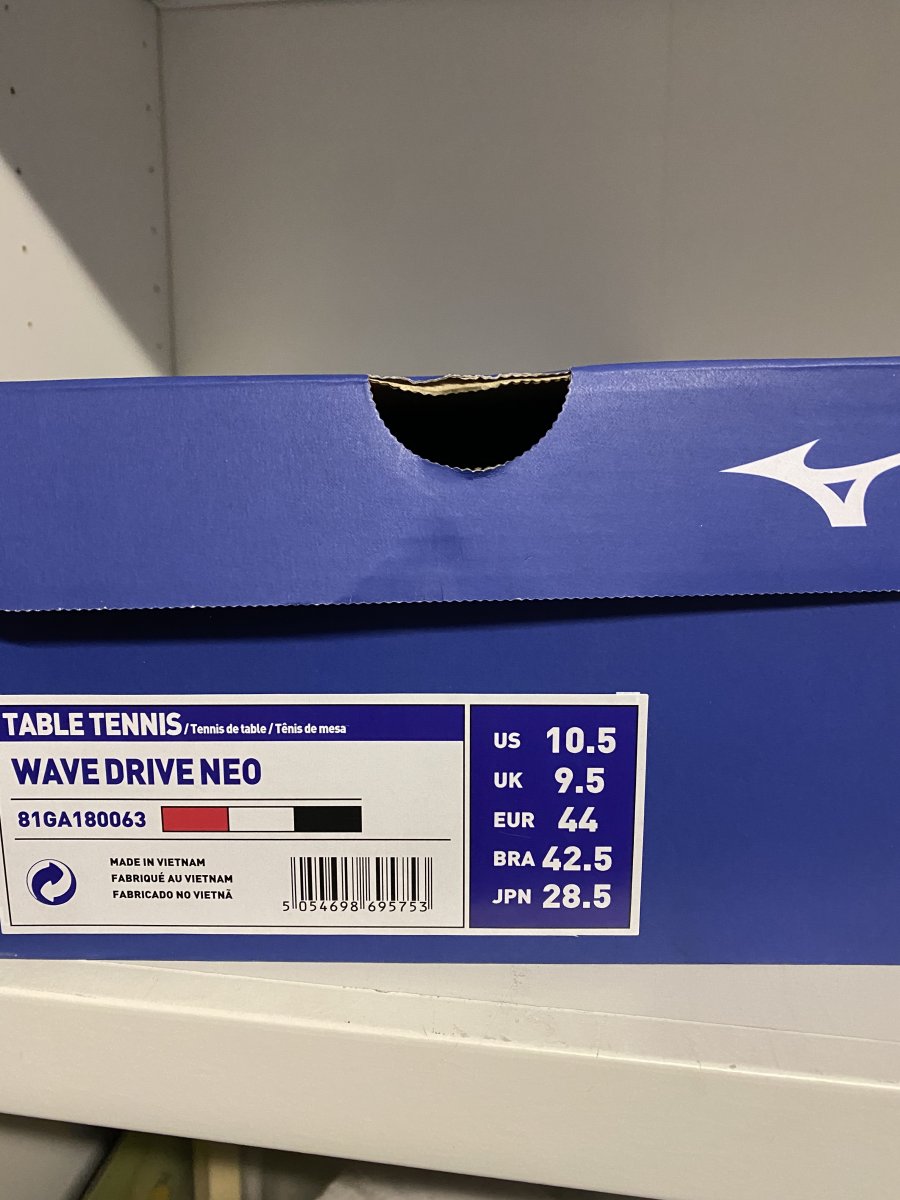 TABLE TENNIS / Tennis de table / Tênis de mesa
WAVE DRIVE NEO
81GA180063
MADE IN VIETNAM
FABRIQUÉ AU VIETNAM
FABRICADO NO VIETNÃ
5 054698 695753
US 10.5
UK 9.5
EUR 44
BRA 42.5
JPN 28.5